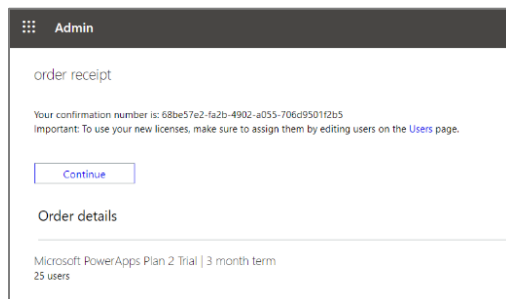 Admin
order receipt
Your confirmation number is: 68be57e2-fa2b-4902-a055-706d9501f2b5
Important: To use your new licenses, make sure to assign them by editing users on the Users page.
Continue
Order details
Microsoft PowerApps Plan 2 Trial | 3 month term
25 users